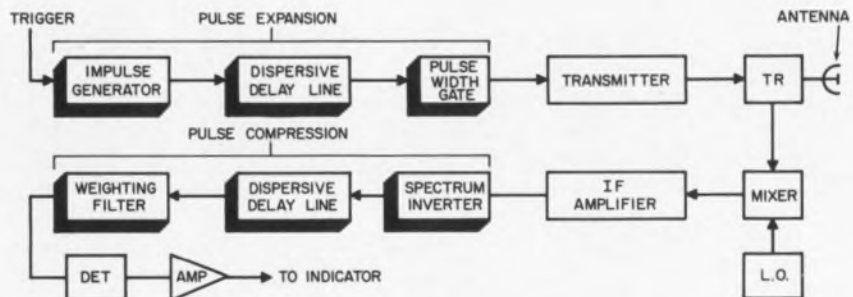 TRIGGER
PULSE EXPANSION
ANTENNA
IMPULSE
GENERATOR
DISPERSIVE
DELAY LINE
PULSE
WIDTH
GATE
TRANSMITTER
TR
PULSE COMPRESSION
WEIGHTING
FILTER
DISPERSIVE
DELAY LINE
SPECTRUM
INVERTER
IF
AMPLIFIER
MIXER
DET
AMP
TO INDICATOR
L.O.